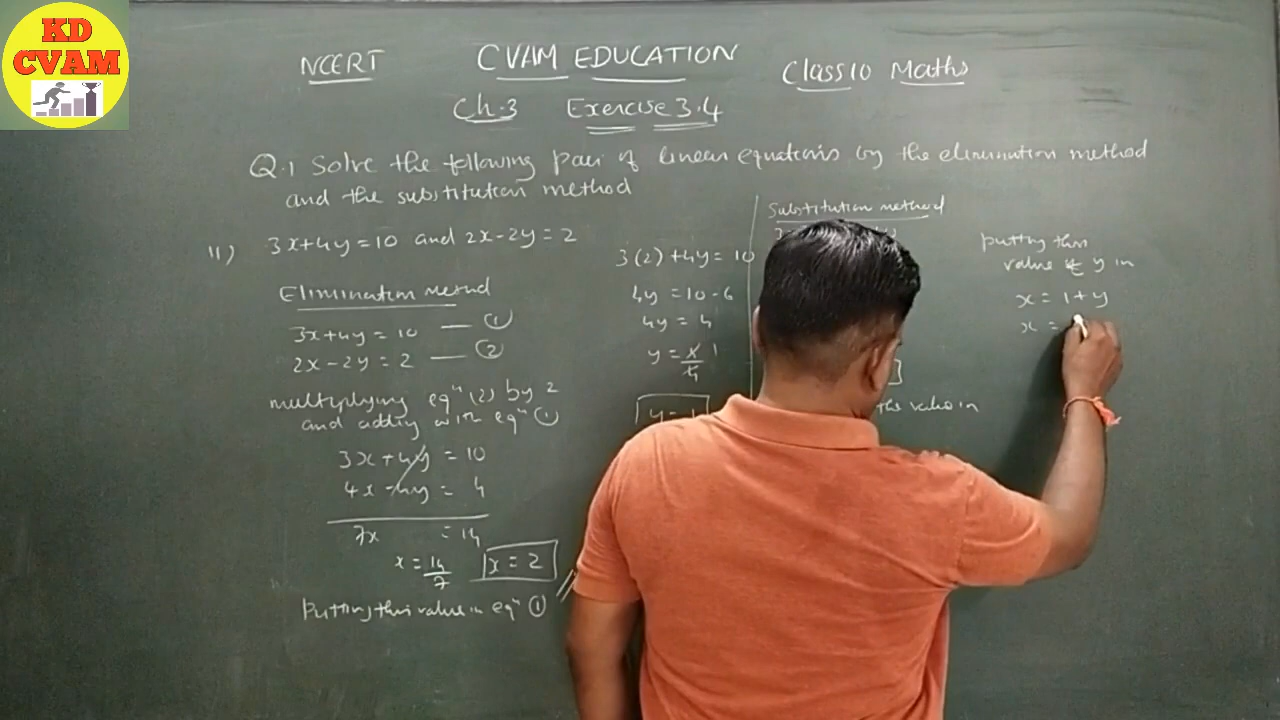 KD
CVAM
NCERT CVAM EDUCATION Class 10 Maths
Ch.3 Exercise 3.4
Q.1 Solve the following pair of linear equations by the elimination method
and the substitution method
11) 3x+4y=10 and 2x-2y=2
Elimination method
3x+4y = 10 — ①
2x-2y = 2 — ②
multiplying eqⁿ (2) by 2
and adding with eqⁿ ①
3x+4y = 10
4x-4y = 4
7x = 14
x = 14/7 x = 2
Putting this value in eqⁿ ①
3(2)+4y = 10
4y = 10-6
4y = 4
y = 4/4 1
y = 1
Substitution method
the value in
putting this
value of y in
x = 1+y
x =